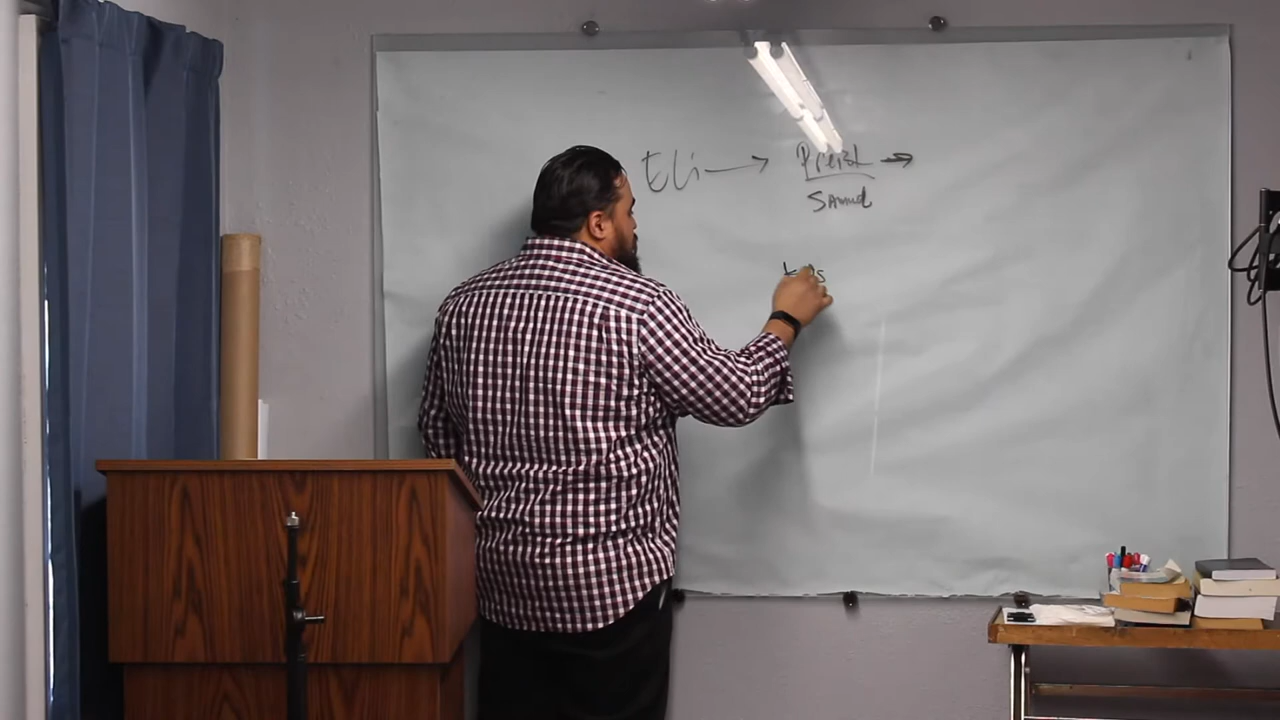 Eli → Preist →
Samuel